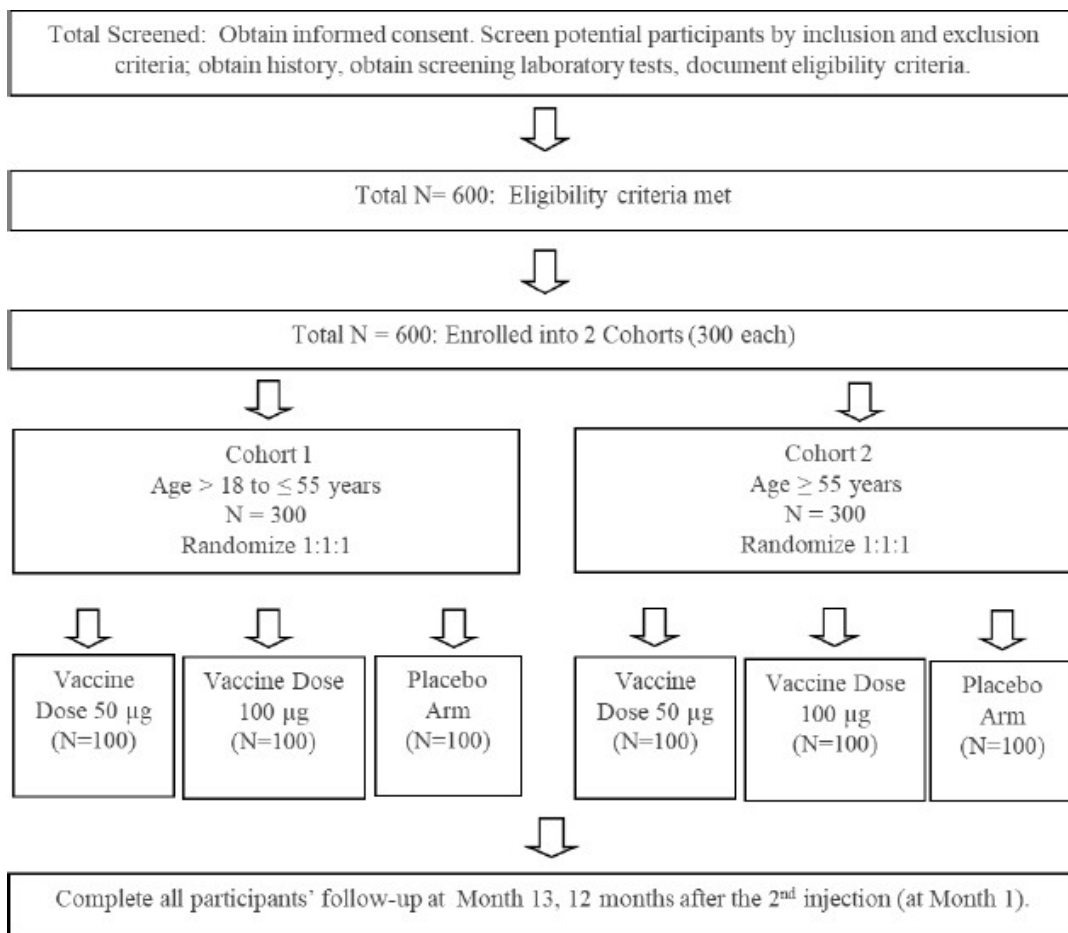 Total Screened: Obtain informed consent. Screen potential participants by inclusion and exclusion
criteria; obtain history, obtain screening laboratory tests, document eligibility criteria.
Total N= 600: Eligibility criteria met
Total N = 600: Enrolled into 2 Cohorts (300 each)
Cohort 1
Age > 18 to ≤ 55 years
N = 300
Randomize 1:1:1
Cohort 2
Age ≥ 55 years
N = 300
Randomize 1:1:1
Vaccine
Dose 50 µg
(N=100)
Vaccine Dose
100 µg
(N=100)
Placebo
Arm
(N=100)
Vaccine
Dose 50 µg
(N=100)
Vaccine Dose
100 µg
(N=100)
Placebo
Arm
(N=100)
Complete all participants’ follow-up at Month 13, 12 months after the 2nd injection (at Month 1).